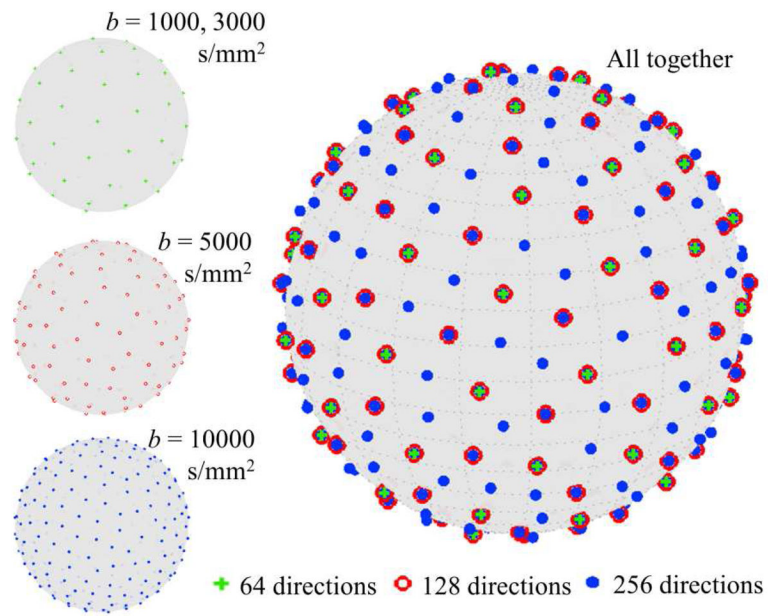 b = 1000, 3000
s/mm²
All together
b = 5000
s/mm²
b = 10000
s/mm²
64 directions
128 directions
256 directions